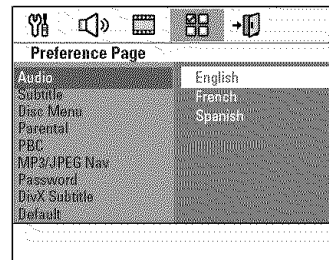 Preference Page
Audio
Subtitle
Disc Menu
Parental
PBC
MP3/JPEG Nav
Password
DivX Subtitle
Default
English
French
Spanish